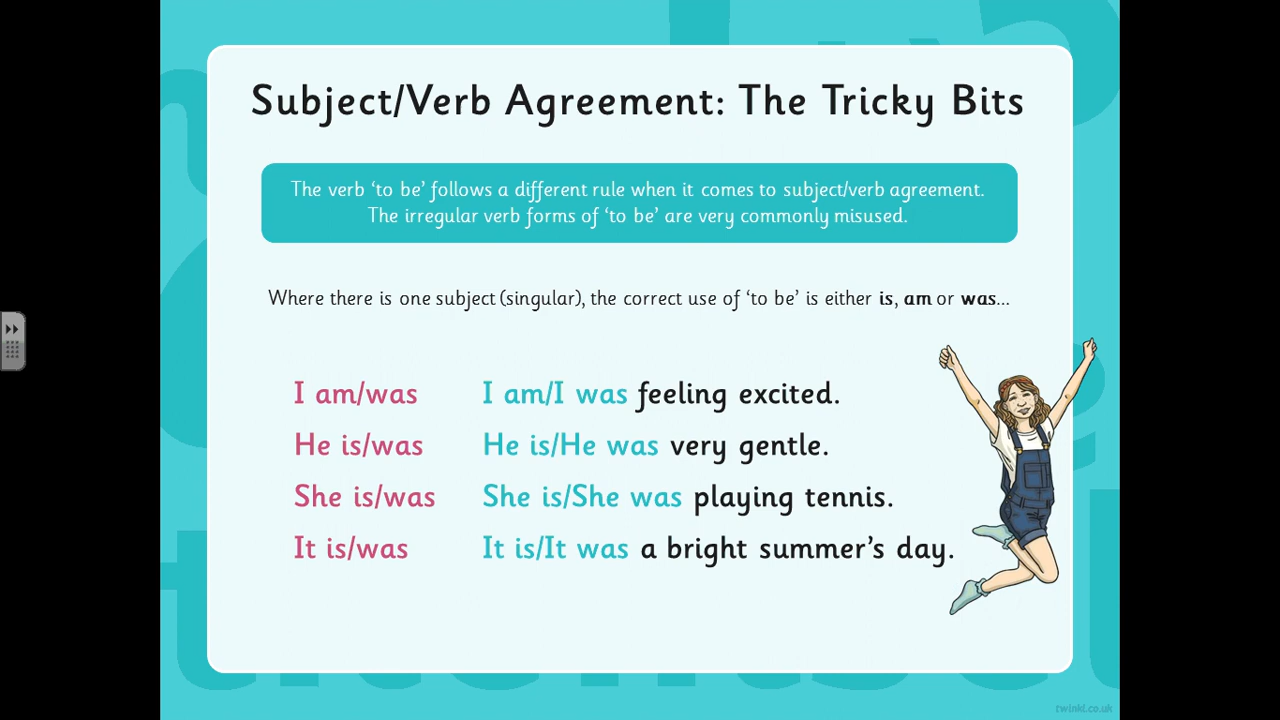 Subject/Verb Agreement: The Tricky Bits
The verb ‘to be’ follows a different rule when it comes to subject/verb agreement.
The irregular verb forms of ‘to be’ are very commonly misused.
Where there is one subject (singular), the correct use of ‘to be’ is either is, am or was...
I am/was I am/I was feeling excited.
He is/was He is/He was very gentle.
She is/was She is/She was playing tennis.
It is/was It is/It was a bright summer’s day.
twinkl.co.uk